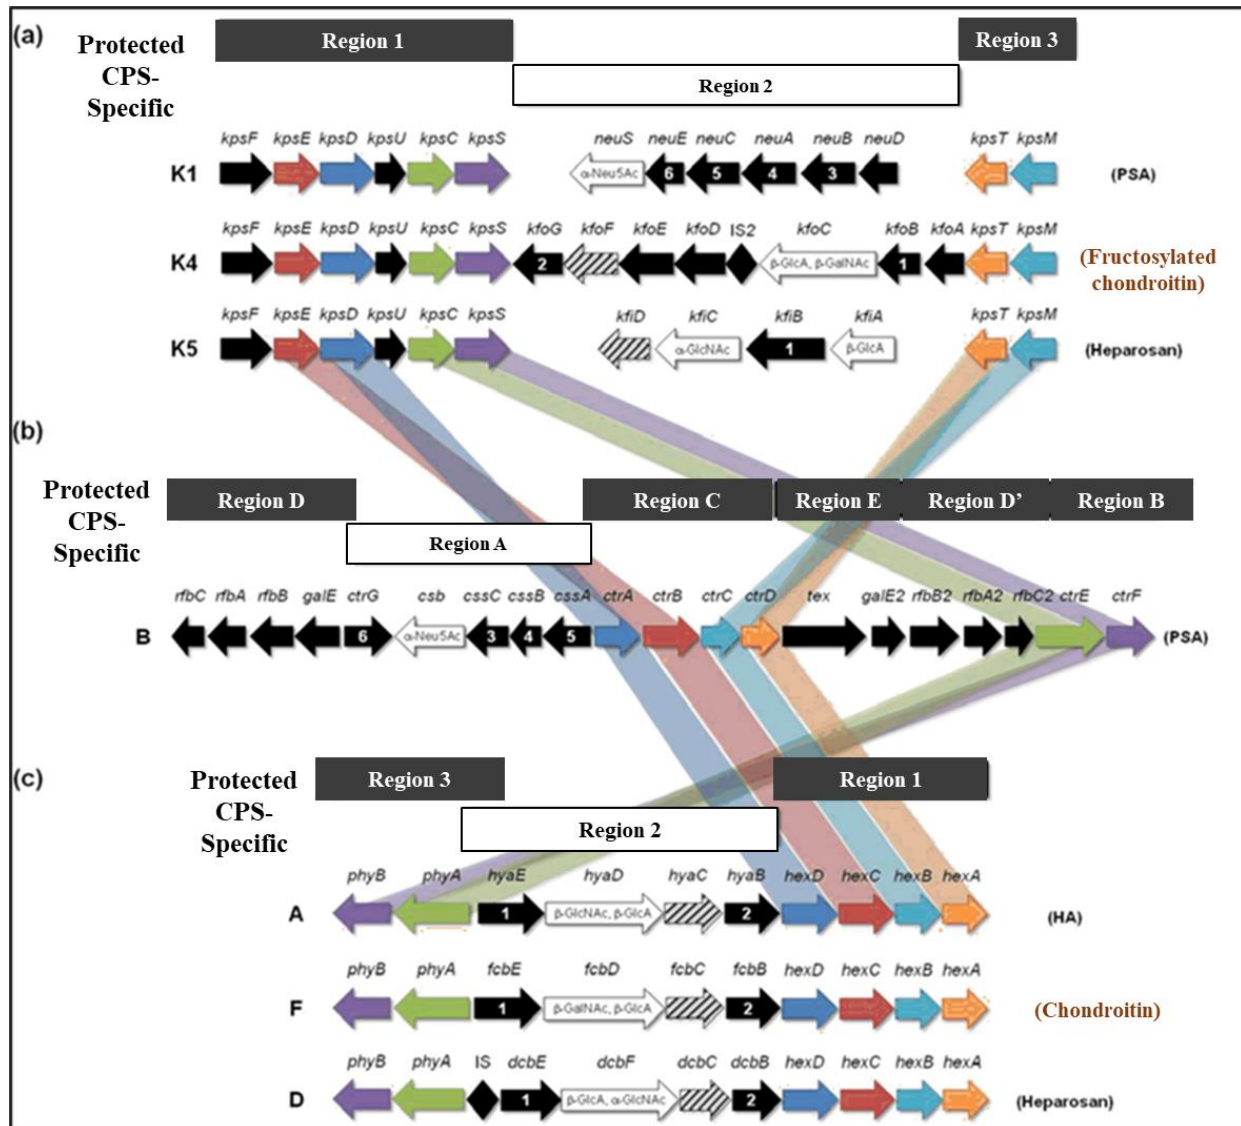 (a)
Protected
CPS-
Specific
Region 1
Region 3
Region 2
kpsF kpsE kpsD kpsU kpsC kpsS neuS neuE neuC neuA neuB neuD kpsT kpsM
K1 α-Neu5Ac 6 5 4 3 (PSA)
kpsF kpsE kpsD kpsU kpsC kpsS kfoG kfoF kfoE kfoD IS2 kfoC kfoB kfoA kpsT kpsM
K4 2 β-GlcA, β-GalNAc 1 (Fructosylated
chondroitin)
kpsF kpsE kpsD kpsU kpsC kpsS kfiD kfiC kfiB kfiA kpsT kpsM
K5 α-GlcNAc 1 β-GlcA (Heparosan)
(b)
Protected
CPS-
Specific
Region D Region C Region E Region D' Region B
Region A
rfbC rfbA rfbB galE ctrG csb cssC cssB cssA ctrA ctrB ctrC ctrD tex galE2 rfbB2 rfbA2 rfbC2 ctrE ctrF
B 6 α-Neu5Ac 3 4 5 (PSA)
(c)
Protected
CPS-
Specific
Region 3 Region 1
Region 2
phyB phyA hyaE hyaD hyaC hyaB hexD hexC hexB hexA
A 1 β-GlcNAc, β-GlcA 2 (HA)
phyB phyA fcbE fcbD fcbC fcbB hexD hexC hexB hexA
F 1 β-GalNAc, β-GlcA 2 (Chondroitin)
phyB phyA IS dcbE dcbF dcbC dcbB hexD hexC hexB hexA
D 1 β-GlcA, α-GlcNAc 2 (Heparosan)